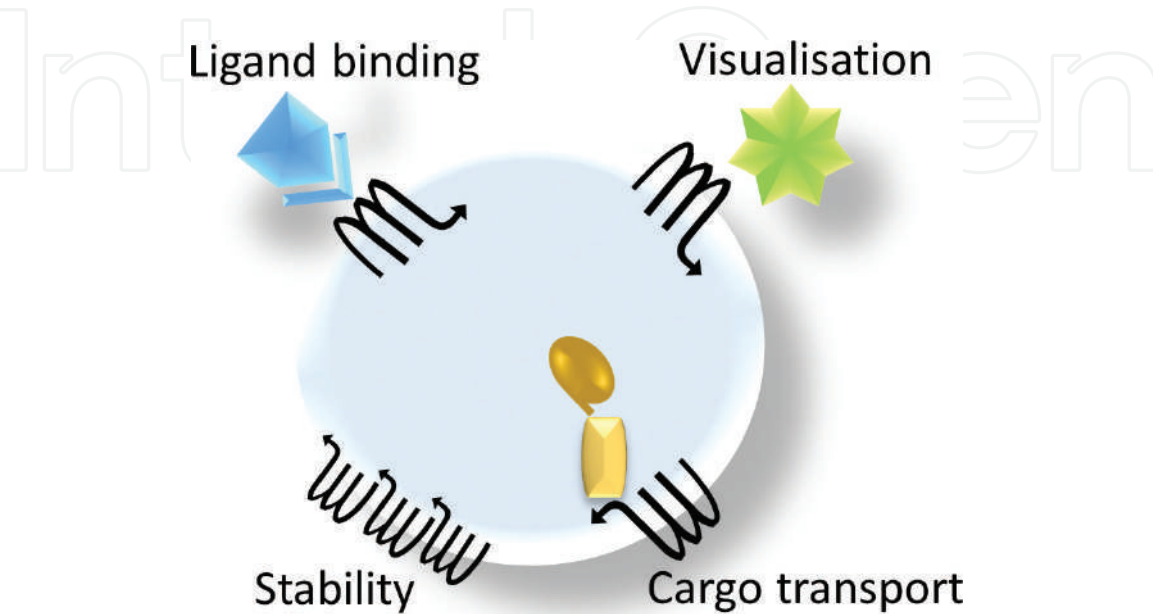 Ligand binding
Visualisation
Stability
Cargo transport